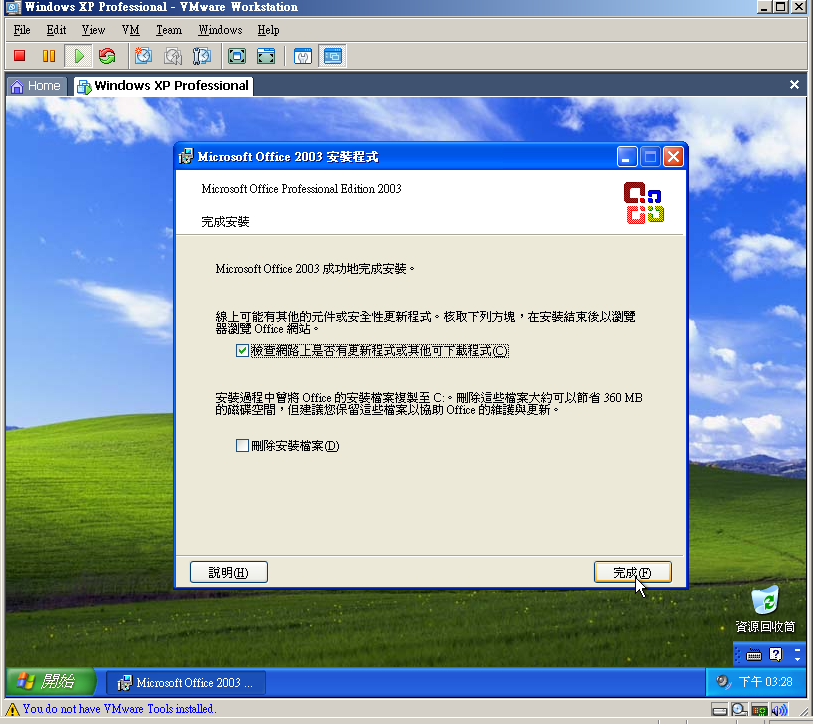 Windows XP Professional - VMware Workstation
File Edit View VM Team Windows Help
Home Windows XP Professional
Microsoft Office 2003 安裝程式
Microsoft Office Professional Edition 2003
完成安裝
Microsoft Office 2003 成功地完成安裝。
線上可能有其他的元件或安全性更新程式。核取下列方塊，在安裝結束後以瀏覽
器瀏覽 Office 網站。
檢查網路上是否有更新程式或其他可下載程式(C)
安裝過程中曾將 Office 的安裝檔案複製至 C:。刪除這些檔案大約可以節省 360 MB
的磁碟空間，但建議您保留這些檔案以協助 Office 的維護與更新。
刪除安裝檔案(D)
說明(H) 完成(F)
資源回收筒
開始 Microsoft Office 2003 ... 下午 03:28
You do not have VMware Tools installed.